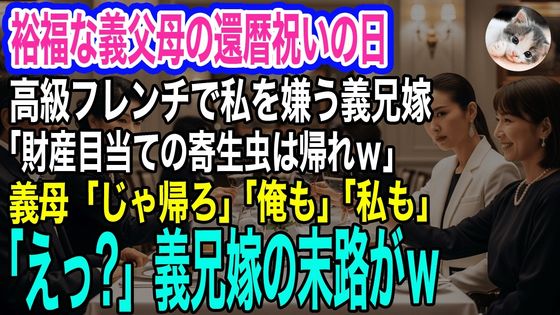 裕福な義父母の還暦祝いの日
高級フレンチで私を嫌う義兄嫁
「財産目当ての寄生虫は帰れw」
義母「じゃ帰ろ」「俺も」「私も」
「えっ?」義兄嫁の末路がw